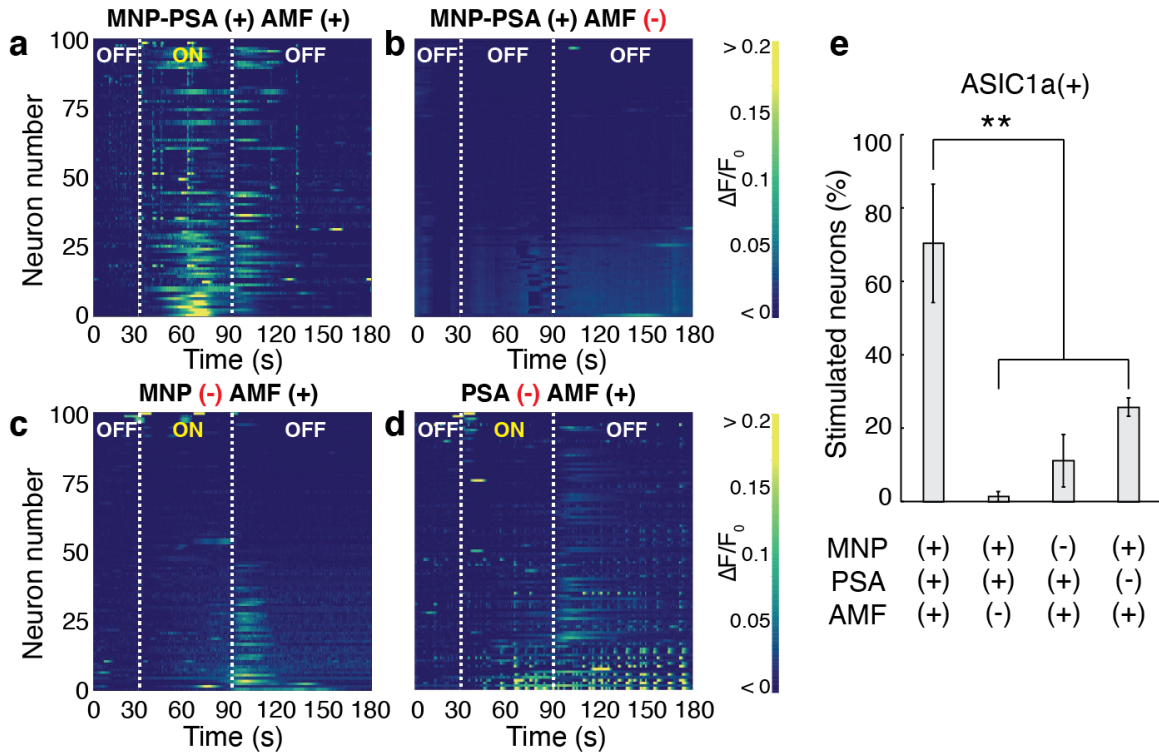 MNP-PSA (+) AMF (+)
MNP-PSA (+) AMF (-)
a
b
e
100
75
50
25
0
Neuron number
OFF
ON
OFF
OFF
OFF
OFF
0 30 60 90 120 150 180
Time (s)
0 30 60 90 120 150 180
Time (s)
> 0.2
0.15
0.1
0.05
< 0
ΔF/F0
MNP (-) AMF (+)
PSA (-) AMF (+)
c
d
100
75
50
25
0
Neuron number
OFF
ON
OFF
OFF
ON
OFF
0 30 60 90 120 150 180
Time (s)
0 30 60 90 120 150 180
Time (s)
> 0.2
0.15
0.1
0.05
< 0
ΔF/F0
ASIC1a(+)
**
100
80
60
40
20
0
Stimulated neurons (%)
MNP (+) (+) (-) (+)
PSA (+) (+) (+) (-)
AMF (+) (-) (+) (+)